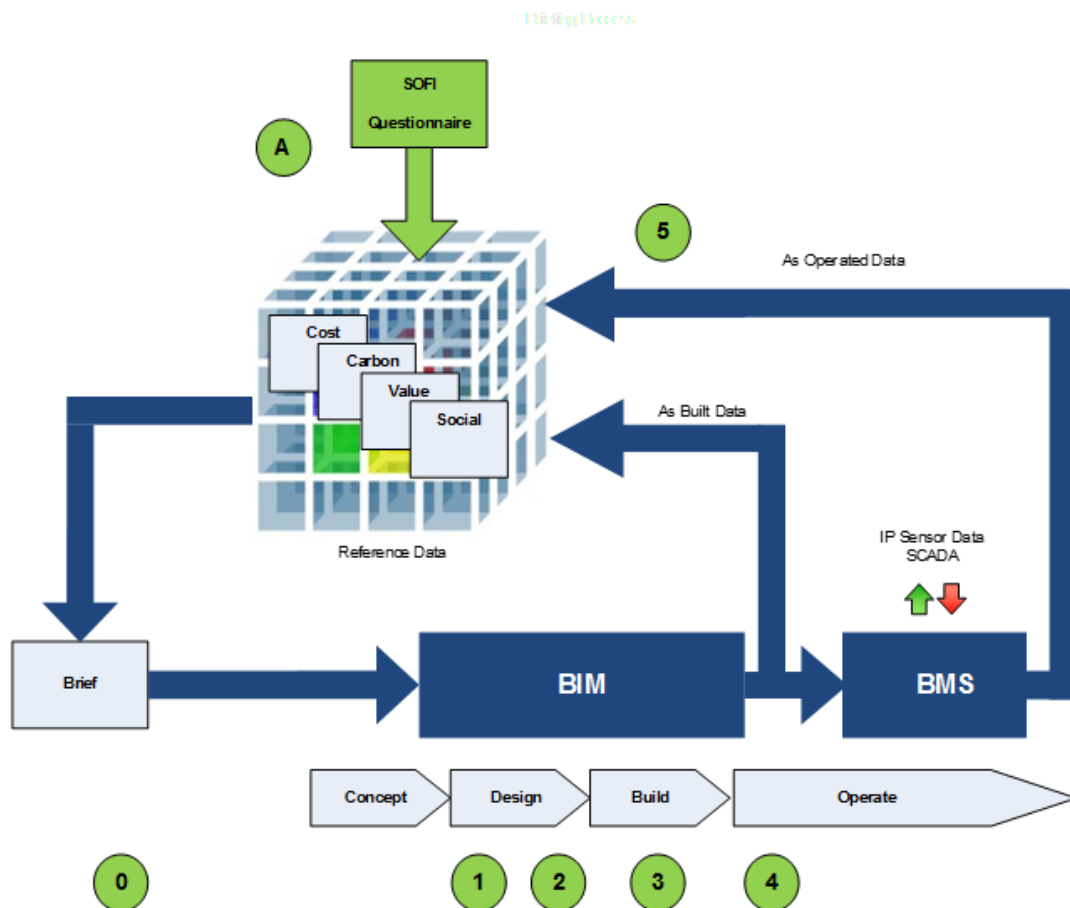 SOFI
Questionnaire
A
5
As Operated Data
Cost
Carbon
Value
Social
As Built Data
Reference Data
IP Sensor Data
SCADA
Brief
BIM
BMS
Concept
Design
Build
Operate
0
1
2
3
4